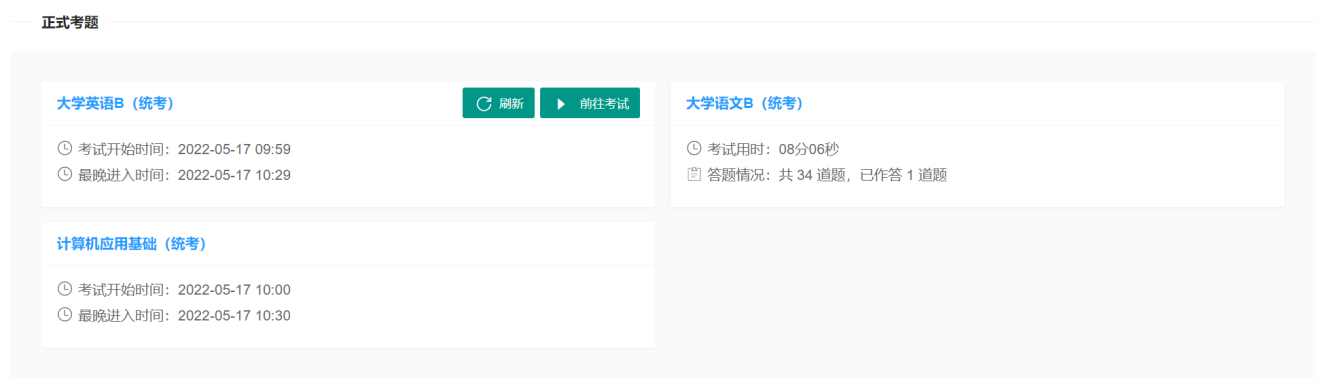 正式考题
大学英语B（统考）
刷新
前往考试
考试开始时间：2022-05-17 09:59
最晚进入时间：2022-05-17 10:29
大学语文B（统考）
考试用时：08分06秒
答题情况：共 34 道题，已作答 1 道题
计算机应用基础（统考）
考试开始时间：2022-05-17 10:00
最晚进入时间：2022-05-17 10:30